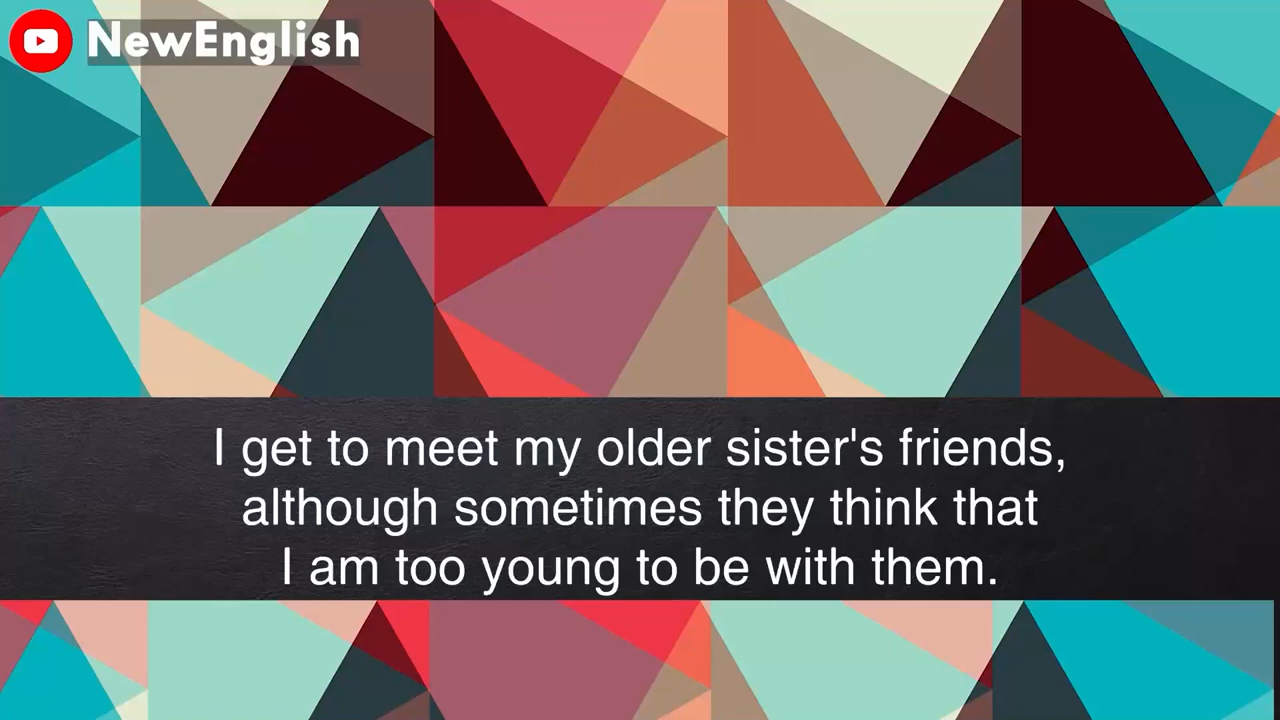 NewEnglish
I get to meet my older sister's friends,
although sometimes they think that
I am too young to be with them.